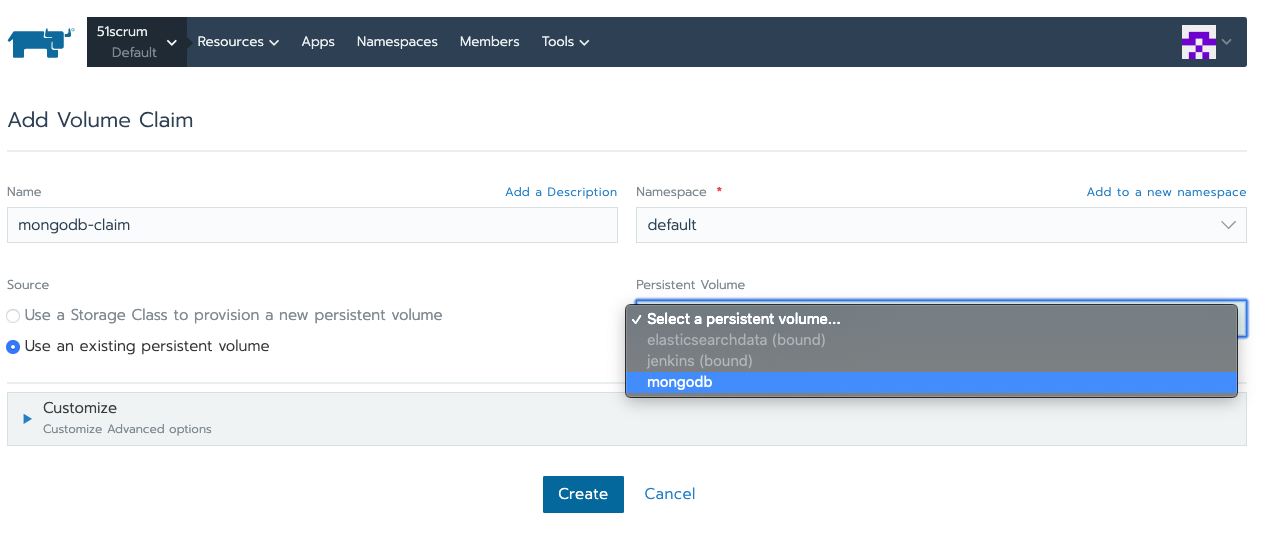 51scrum
Default
Resources Apps Namespaces Members Tools
Add Volume Claim
Name Add a Description
mongodb-claim
Namespace * Add to a new namespace
default
Source
Use a Storage Class to provision a new persistent volume
Use an existing persistent volume
Persistent Volume
Select a persistent volume...
elasticsearchdata (bound)
jenkins (bound)
mongodb
Customize
Customize Advanced options
Create Cancel